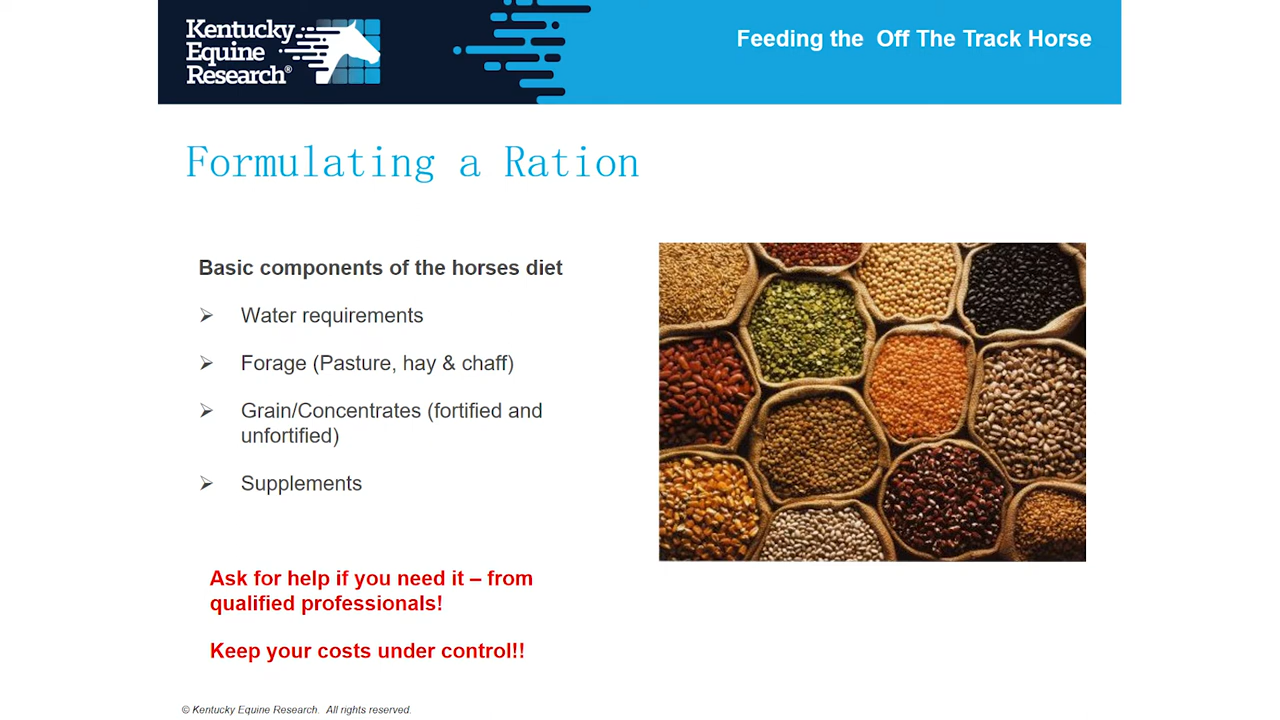 Kentucky
Equine
Research®
Feeding the Off The Track Horse
Formulating a Ration
Basic components of the horses diet
➢ Water requirements
➢ Forage (Pasture, hay & chaff)
➢ Grain/Concentrates (fortified and
unfortified)
➢ Supplements
Ask for help if you need it – from
qualified professionals!
Keep your costs under control!!
© Kentucky Equine Research. All rights reserved.